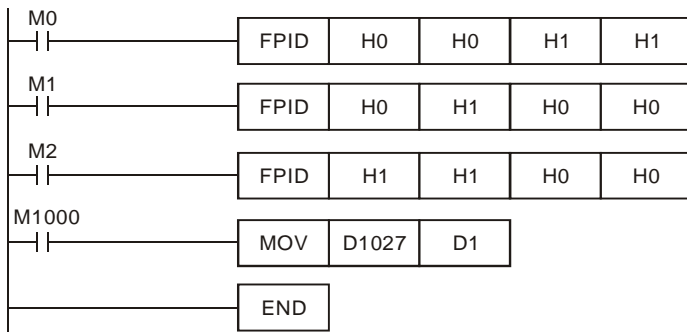 M0
FPID H0 H0 H1 H1
M1
FPID H0 H1 H0 H0
M2
FPID H1 H1 H0 H0
M1000
MOV D1027 D1
END